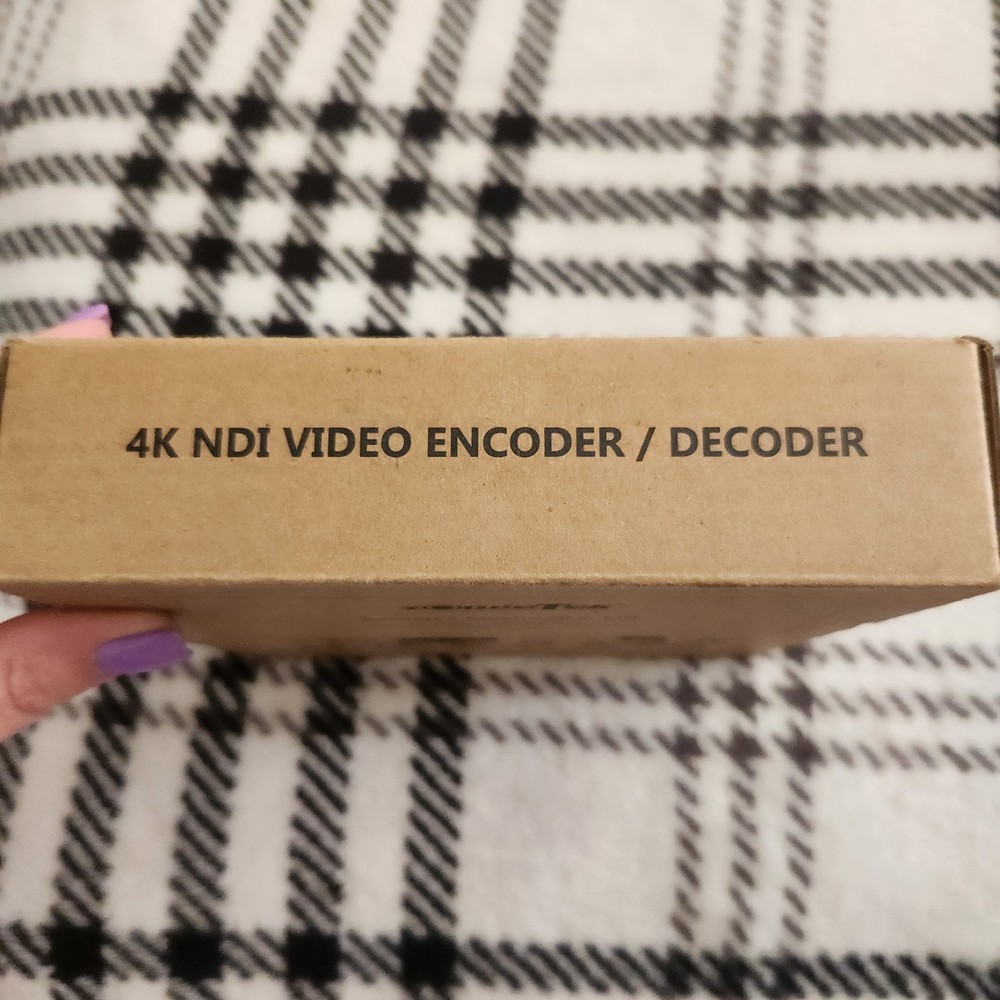 4K NDI VIDEO ENCODER / DECODER